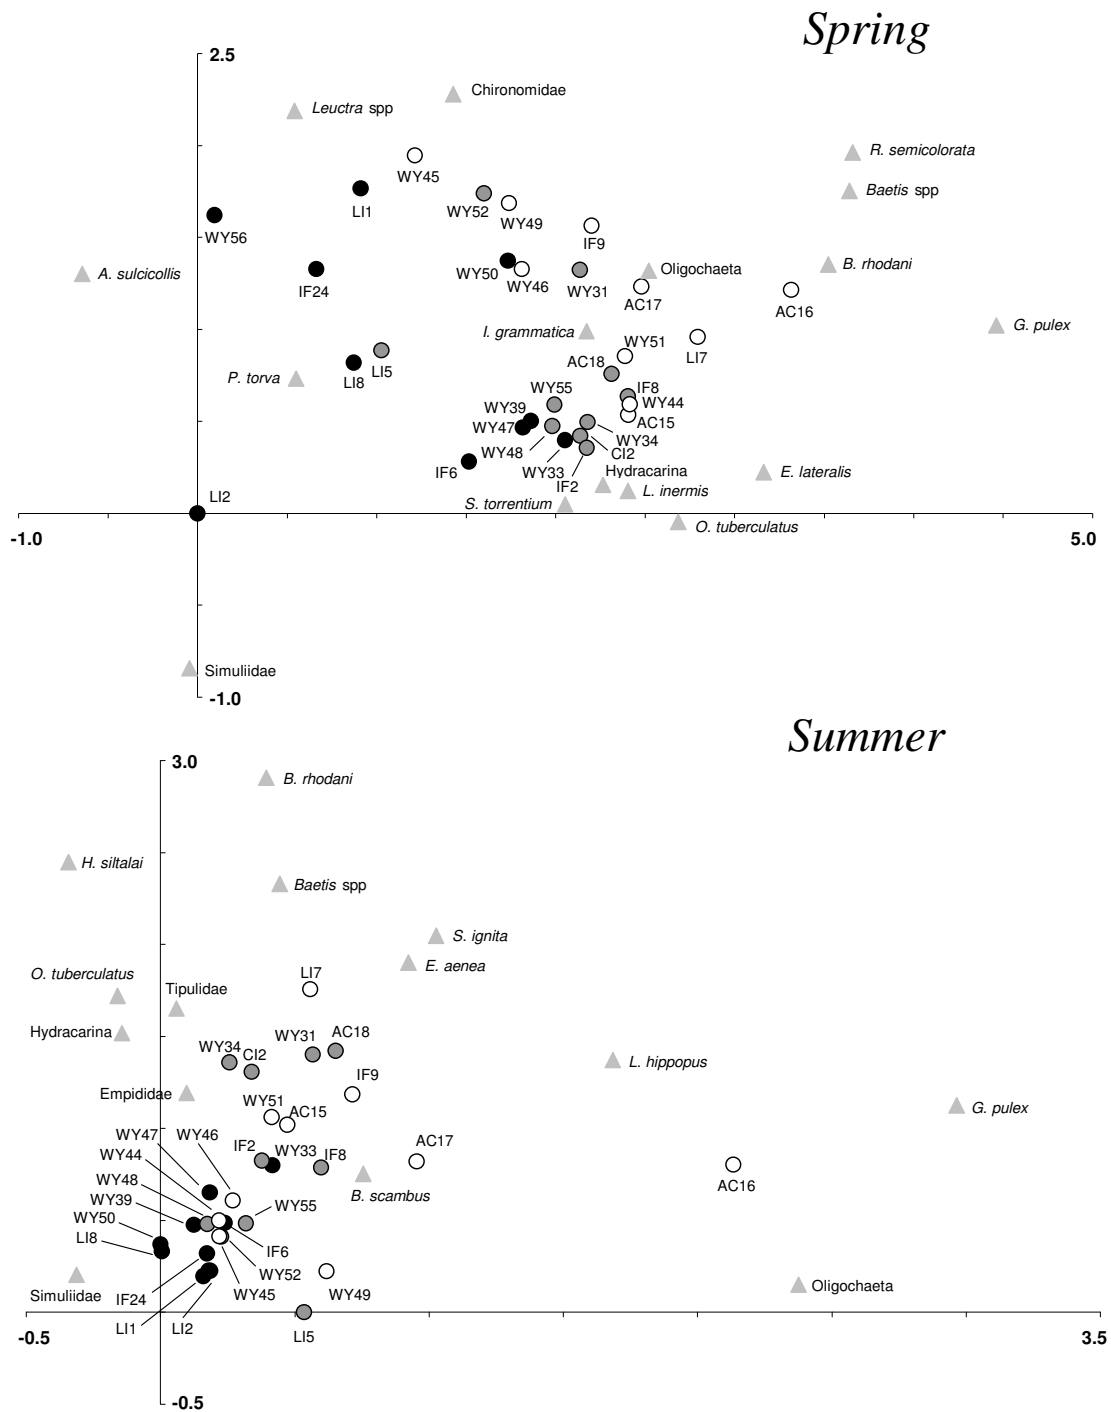 Spring
2.5
Chironomidae
Leuctra spp
R. semicolorata
WY45
Baetis spp
LI1
WY52
WY49
WY56
IF9
B. rhodani
A. sulcicollis
IF24
WY50
WY46
WY31
Oligochaeta
AC17
AC16
G. pulex
I. grammatica
WY51
LI7
P. torva
LI8
LI5
AC18
WY55
IF8
WY39
WY44
WY47
AC15
WY34
WY48
CI2
IF6
WY33
Hydracarina
E. lateralis
IF2
LI2
S. torrentium
L. inermis
O. tuberculatus
-1.0
5.0
Simuliidae
-1.0
Summer
3.0
B. rhodani
H. siltalai
Baetis spp
S. ignita
O. tuberculatus
LI7
E. aenea
Tipulidae
Hydracarina
WY34
CI2
WY31
AC18
L. hippopus
IF9
Empididae
WY51
AC15
G. pulex
WY47
WY46
WY44
IF2
WY33
IF8
AC17
WY48
AC16
WY39
WY55
B. scambus
WY50
LI8
IF6
WY52
Simuliidae
IF24
WY45
WY49
Oligochaeta
LI1
LI2
LI5
-0.5
3.5
-0.5